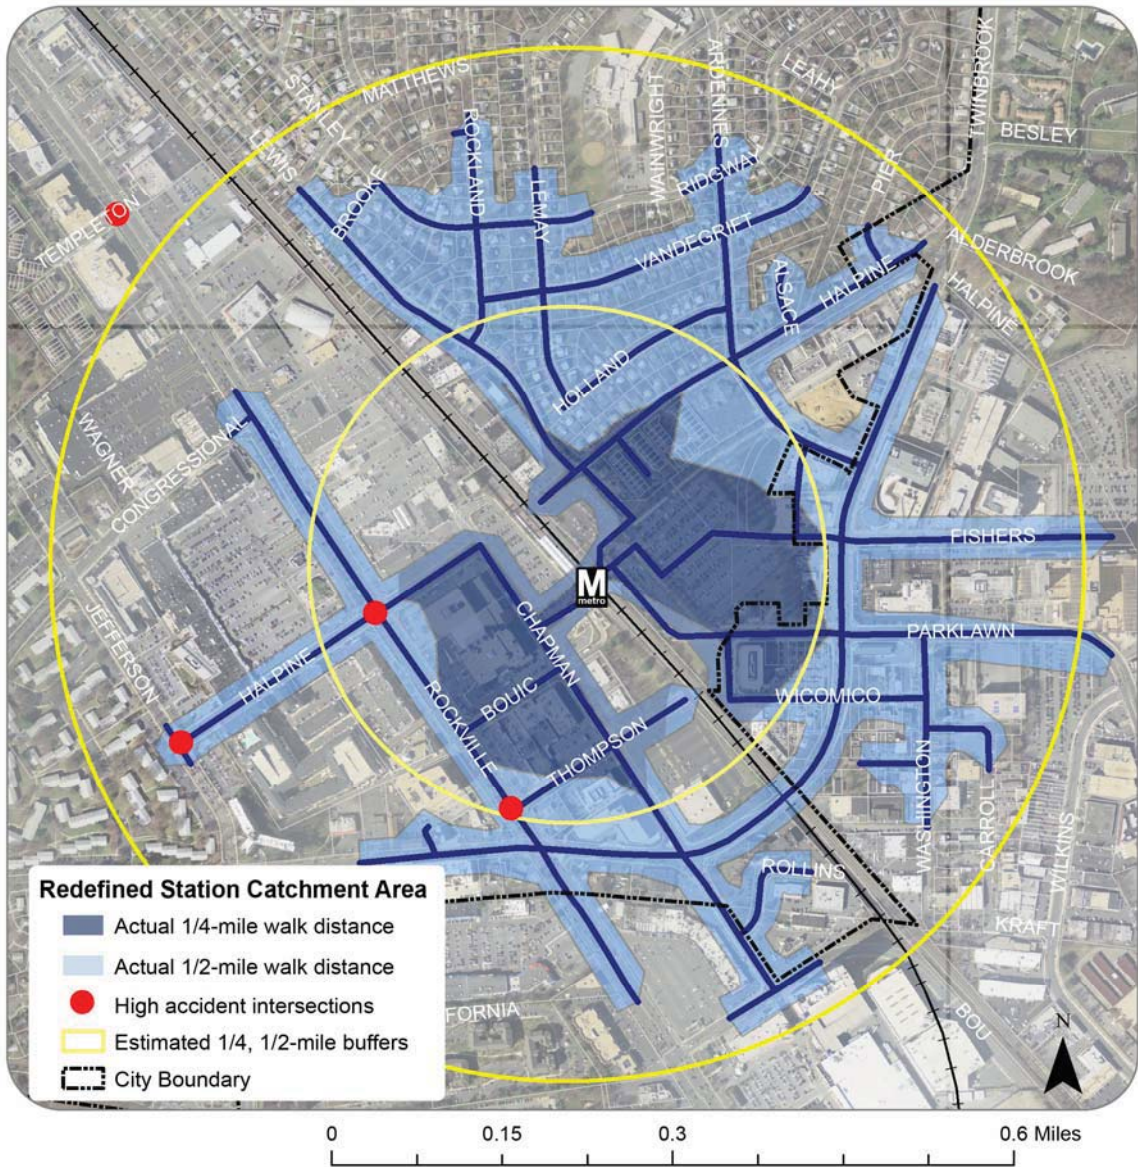 MATTHEWS
STANLEY
LEWIS
BROOKE
ROCKLAND
LEMAY
WAINWRIGHT
ARDENNES
RIDGWAY
LEAHY
PIER
TWINBROOK
BESLEY
ALDERBROOK
HALPINE
TEMPLETON
VANDEGRIFT
ALSACE
HALPINE
HOLLAND
WAGNER
CONGRESSIONAL
JEFFERSON
HALPINE
M
metro
FISHERS
PARKLAWN
CHAPMAN
BOUIC
ROCKVILLE
THOMPSON
WICOMICO
WASHINGTON
CARROLL
WILKINS
ROLLINS
KRAFT
BOU
FORNIA
N
Redefined Station Catchment Area
Actual 1/4-mile walk distance
Actual 1/2-mile walk distance
High accident intersections
Estimated 1/4, 1/2-mile buffers
City Boundary
0 0.15 0.3 0.6 Miles